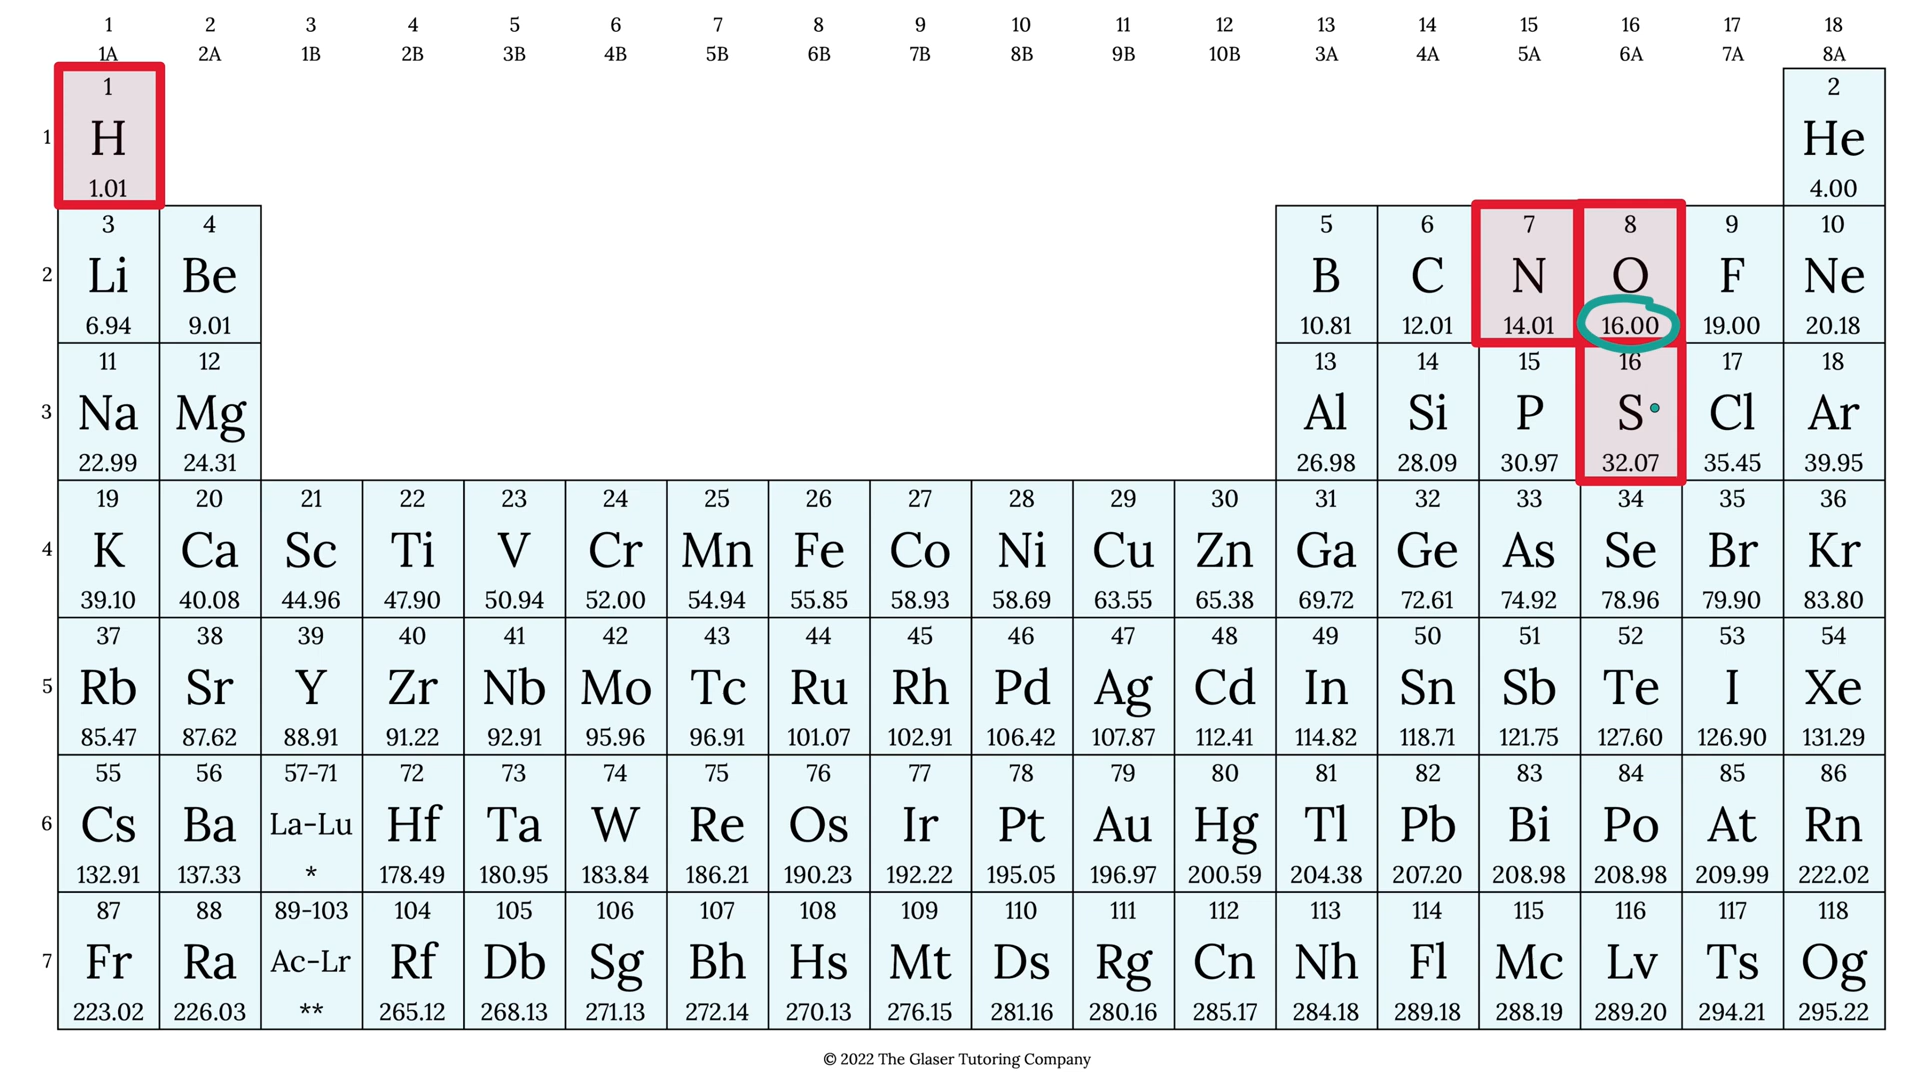 1 2 3 4 5 6 7 8 9 10 11 12 13 14 15 16 17 18
1A 2A 1B 2B 3B 4B 5B 6B 7B 8B 9B 10B 3A 4A 5A 6A 7A 8A
1 2
1 H He
1.01 4.00
3 4 5 6 7 8 9 10
2 Li Be B C N O F Ne
6.94 9.01 10.81 12.01 14.01 16.00 19.00 20.18
11 12 13 14 15 16 17 18
3 Na Mg Al Si P S Cl Ar
22.99 24.31 26.98 28.09 30.97 32.07 35.45 39.95
19 20 21 22 23 24 25 26 27 28 29 30 31 32 33 34 35 36
4 K Ca Sc Ti V Cr Mn Fe Co Ni Cu Zn Ga Ge As Se Br Kr
39.10 40.08 44.96 47.90 50.94 52.00 54.94 55.85 58.93 58.69 63.55 65.38 69.72 72.61 74.92 78.96 79.90 83.80
37 38 39 40 41 42 43 44 45 46 47 48 49 50 51 52 53 54
5 Rb Sr Y Zr Nb Mo Tc Ru Rh Pd Ag Cd In Sn Sb Te I Xe
85.47 87.62 88.91 91.22 92.91 95.96 96.91 101.07 102.91 106.42 107.87 112.41 114.82 118.71 121.75 127.60 126.90 131.29
55 56 57-71 72 73 74 75 76 77 78 79 80 81 82 83 84 85 86
6 Cs Ba La-Lu Hf Ta W Re Os Ir Pt Au Hg Tl Pb Bi Po At Rn
132.91 137.33 * 178.49 180.95 183.84 186.21 190.23 192.22 195.05 196.97 200.59 204.38 207.20 208.98 208.98 209.99 222.02
87 88 89-103 104 105 106 107 108 109 110 111 112 113 114 115 116 117 118
7 Fr Ra Ac-Lr Rf Db Sg Bh Hs Mt Ds Rg Cn Nh Fl Mc Lv Ts Og
223.02 226.03 ** 265.12 268.13 271.13 272.14 270.13 276.15 281.16 280.16 285.17 284.18 289.18 288.19 289.20 294.21 295.22
© 2022 The Glaser Tutoring Company